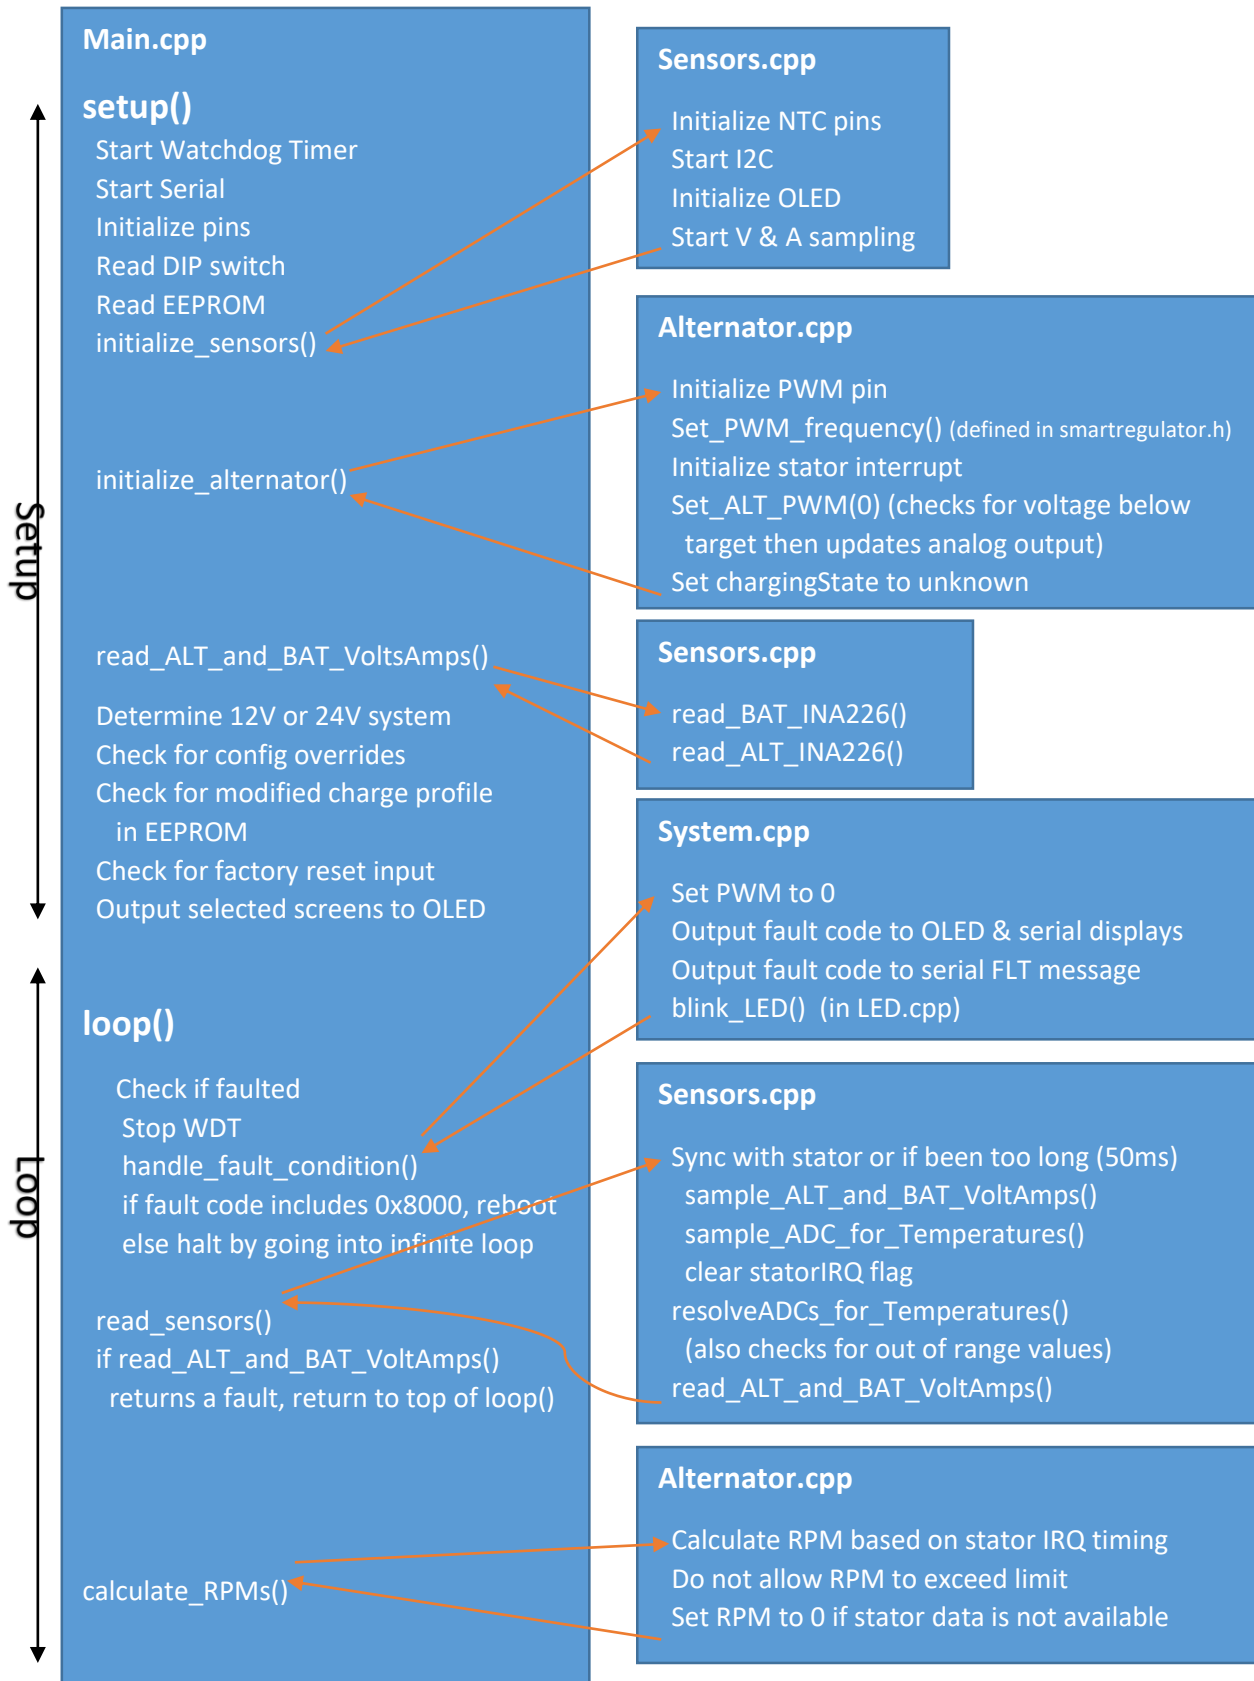 Main.cpp
setup()
Start Watchdog Timer
Start Serial
Initialize pins
Read DIP switch
Read EEPROM
initialize_sensors()
initialize_alternator()
read_ALT_and_BAT_VoltsAmps()
Determine 12V or 24V system
Check for config overrides
Check for modified charge profile
in EEPROM
Check for factory reset input
Output selected screens to OLED
loop()
Check if faulted
Stop WDT
handle_fault_condition()
if fault code includes 0x8000, reboot
else halt by going into infinite loop
read_sensors()
if read_ALT_and_BAT_VoltAmps()
returns a fault, return to top of loop()
calculate_RPMs()
Setup
Loop
Sensors.cpp
Initialize NTC pins
Start I2C
Initialize OLED
Start V & A sampling
Alternator.cpp
Initialize PWM pin
Set_PWM_frequency() (defined in smartregulator.h)
Initialize stator interrupt
Set_ALT_PWM(0) (checks for voltage below
target then updates analog output)
Set chargingState to unknown
Sensors.cpp
read_BAT_INA226()
read_ALT_INA226()
System.cpp
Set PWM to 0
Output fault code to OLED & serial displays
Output fault code to serial FLT message
blink_LED() (in LED.cpp)
Sensors.cpp
Sync with stator or if been too long (50ms)
sample_ALT_and_BAT_VoltAmps()
sample_ADC_for_Temperatures()
clear statorIRQ flag
resolveADCs_for_Temperatures()
(also checks for out of range values)
read_ALT_and_BAT_VoltAmps()
Alternator.cpp
Calculate RPM based on stator IRQ timing
Do not allow RPM to exceed limit
Set RPM to 0 if stator data is not available